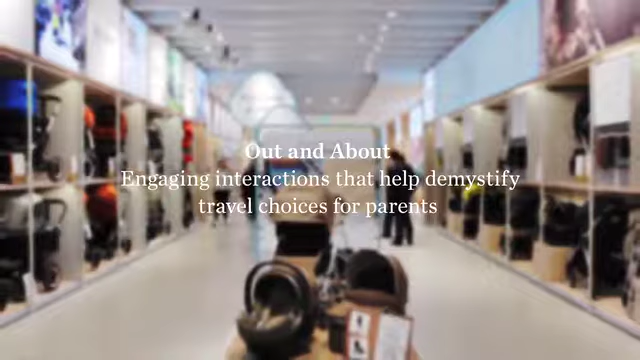 Out and About
Engaging interactions that help demystify
travel choices for parents